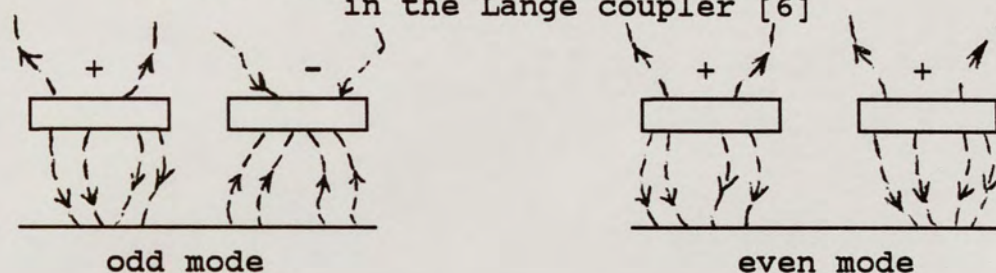 in the Lange coupler [6]
+ - + +
odd mode even mode